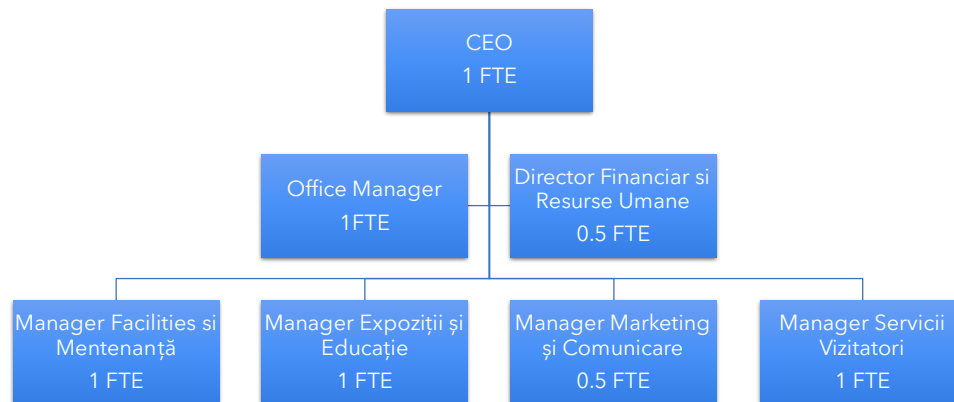 CEO
1 FTE
Office Manager
1FTE
Director Financiar si
Resurse Umane
0.5 FTE
Manager Facilities si
Mentenanță
1 FTE
Manager Expoziții și
Educație
1 FTE
Manager Marketing
și Comunicare
0.5 FTE
Manager Servicii
Vizitatori
1 FTE